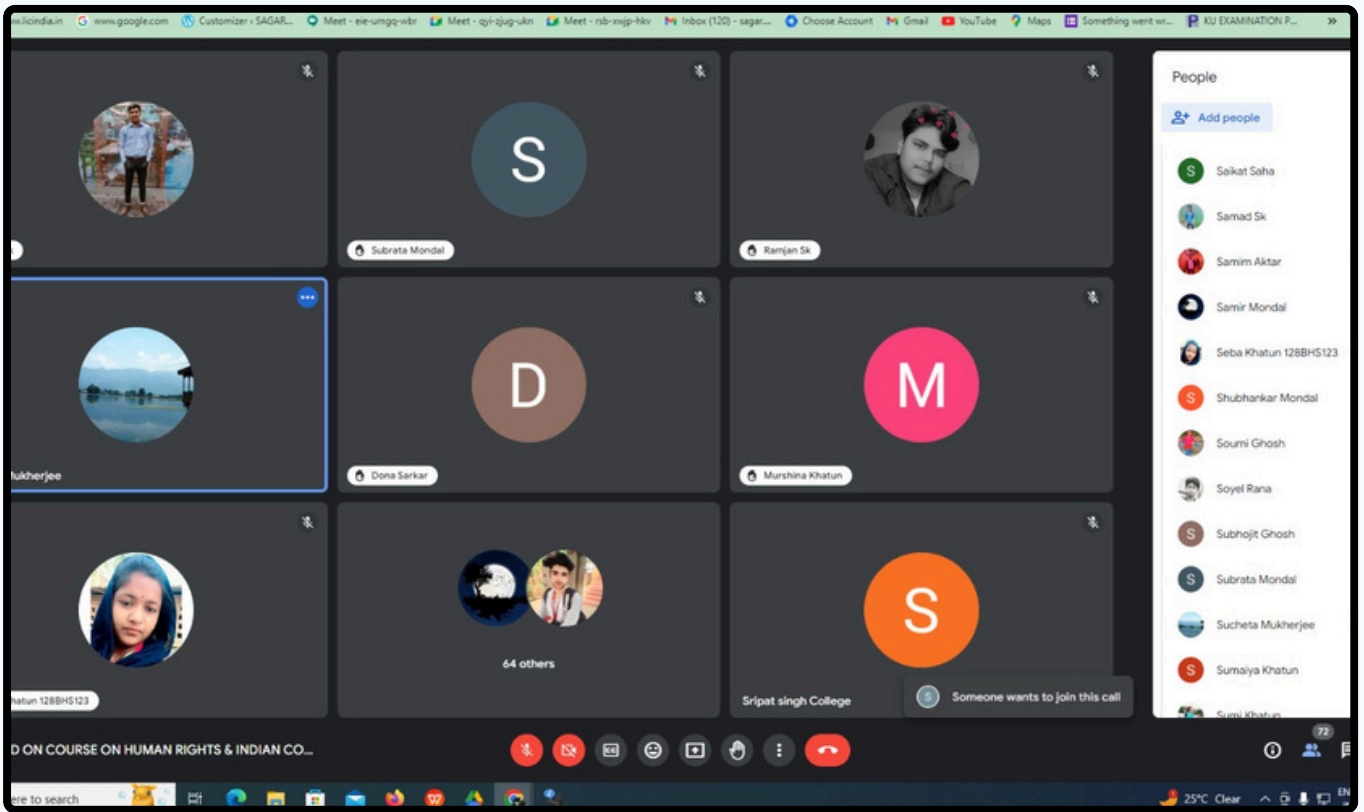 w.licindia.in www.google.com Customizer ‹ SAGAR... Meet - eie-umgq-wbr Meet - qyi-zjug-ukn Meet - rsb-xwjp-hkv Inbox (120) - sagar.... Choose Account Gmail YouTube Maps Something went wr... KU EXAMINATION P... »
People
Add people
S
Subrata Mondal
Ramjan Sk
ukherjee
D
Dona Sarkar
M
Murshina Khatun
hatun 128BHS123
64 others
S
Sripat singh College
S Someone wants to join this call
S Saikat Saha
Samad Sk
Samim Aktar
Samir Mondal
Seba Khatun 128BHS123
S Shubhankar Mondal
Soumi Ghosh
Soyel Rana
S Subhojit Ghosh
S Subrata Mondal
Sucheta Mukherjee
S Sumaiya Khatun
Sumi Khatun
D ON COURSE ON HUMAN RIGHTS & INDIAN CO...
CC
72
ere to search
25°C Clear
EN